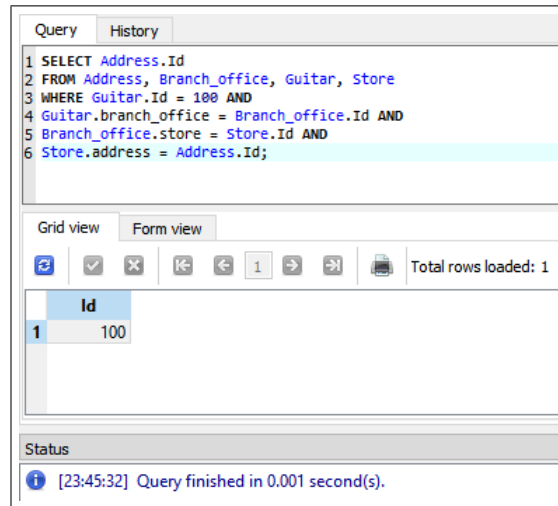 Query History
1 SELECT Address.Id
2 FROM Address, Branch_office, Guitar, Store
3 WHERE Guitar.Id = 100 AND
4 Guitar.branch_office = Branch_office.Id AND
5 Branch_office.store = Store.Id AND
6 Store.address = Address.Id;
Grid view Form view
1 Total rows loaded: 1
Id
1 100
Status
[23:45:32] Query finished in 0.001 second(s).